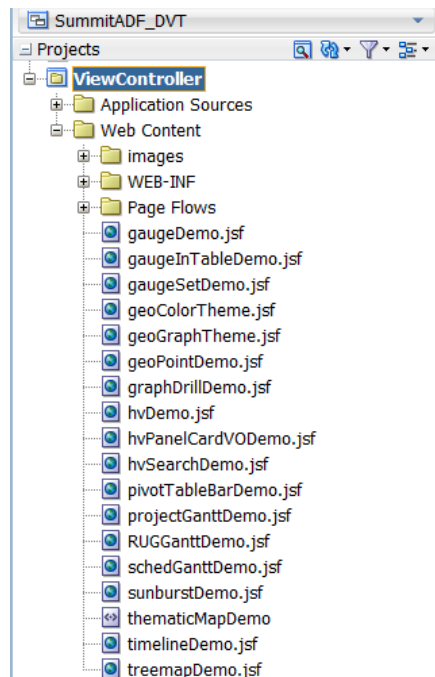 SummitADF_DVT
Projects
ViewController
Application Sources
Web Content
images
WEB-INF
Page Flows
gaugeDemo.jsf
gaugeInTableDemo.jsf
gaugeSetDemo.jsf
geoColorTheme.jsf
geoGraphTheme.jsf
geoPointDemo.jsf
graphDrillDemo.jsf
hvDemo.jsf
hvPanelCardVODemo.jsf
hvSearchDemo.jsf
pivotTableBarDemo.jsf
projectGanttDemo.jsf
RUGGanttDemo.jsf
schedGanttDemo.jsf
sunburstDemo.jsf
thematicMapDemo
timelineDemo.jsf
treemapDemo.jsf